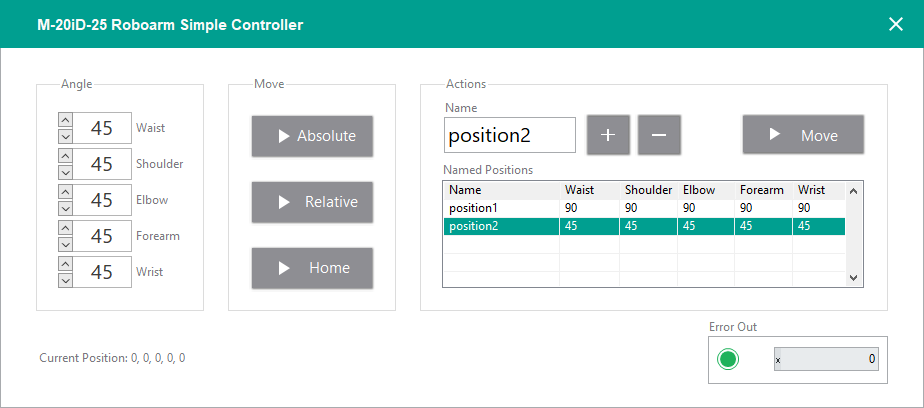 M-20iD-25 Roboarm Simple Controller
Angle
45 Waist
45 Shoulder
45 Elbow
45 Forearm
45 Wrist
Move
Absolute
Relative
Home
Actions
Name
position2
+
−
Move
Named Positions
Name Waist Shoulder Elbow Forearm Wrist
position1 90 90 90 90 90
position2 45 45 45 45 45
Current Position: 0, 0, 0, 0, 0
Error Out
x 0